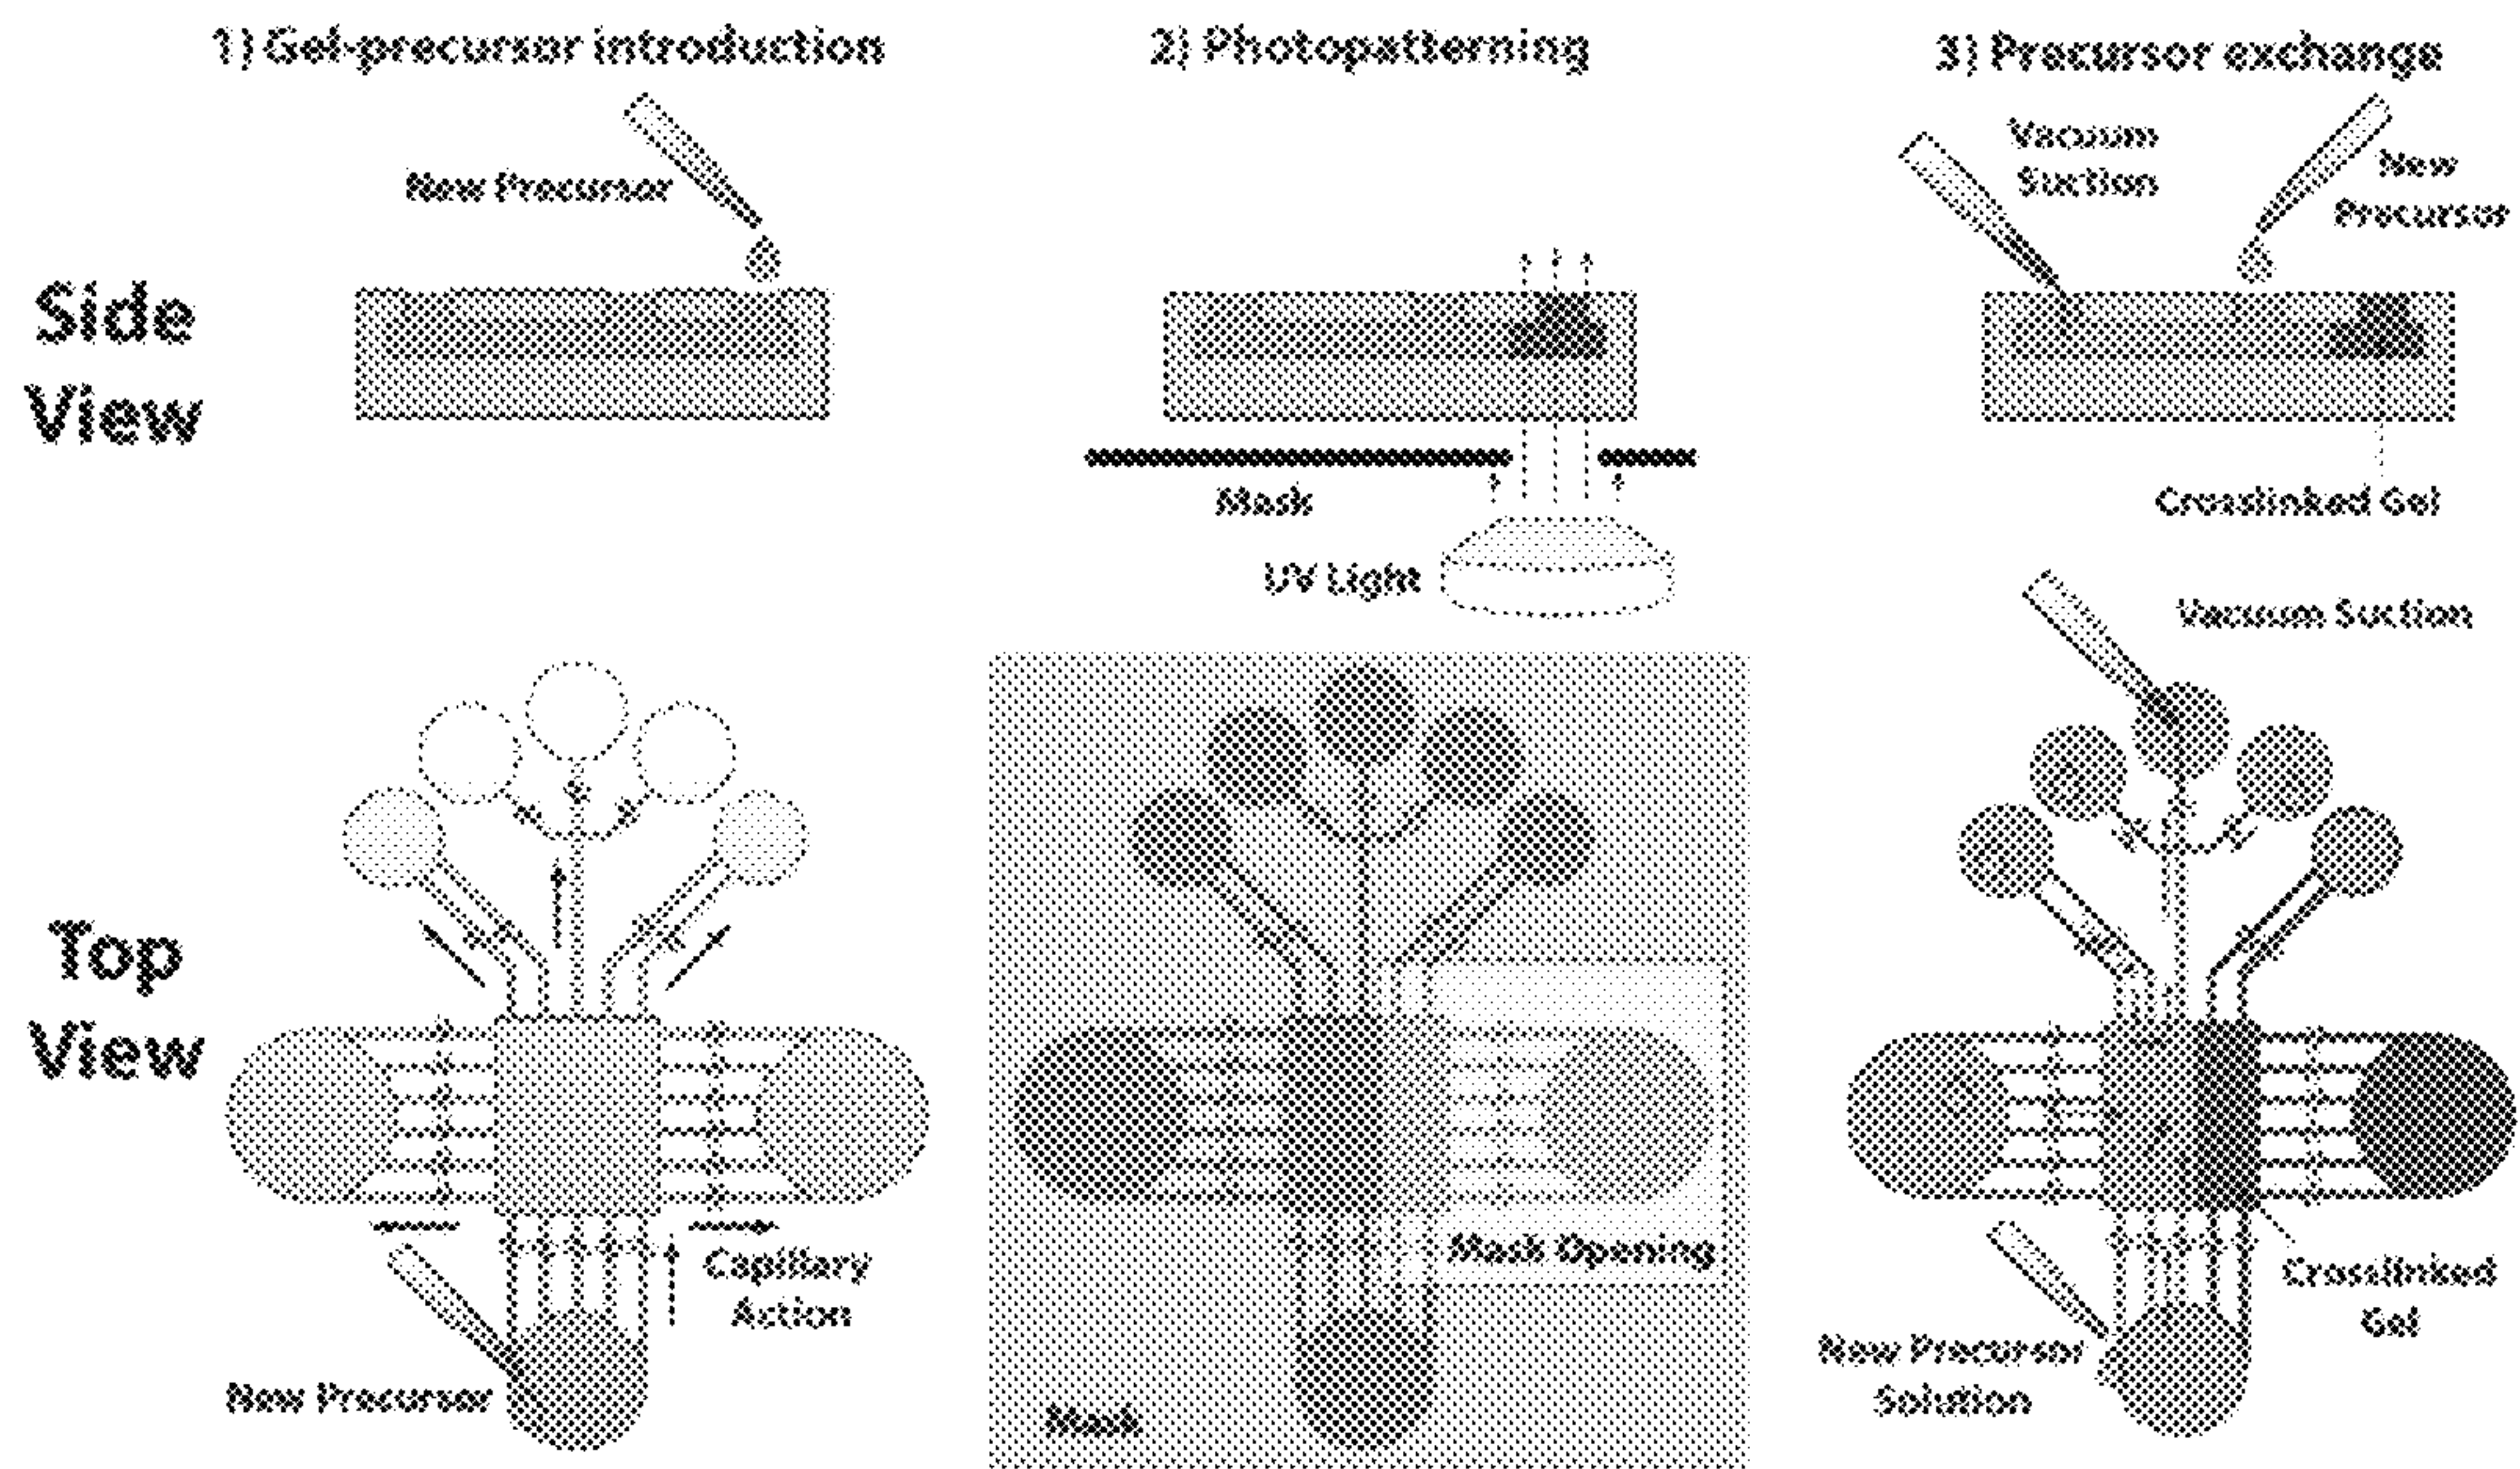 1) Gel-precursor introduction
2) Photopatterning
3) Precursor exchange
New Precursor
Vacuum
Suction
New
Precursor
Side
View
Mask
UV Light
Crosslinked Gel
Vacuum Suction
Top
View
Capillary
Action
New Precursor
Mask Opening
Mask
Crosslinked
Gel
New Precursor
Solution